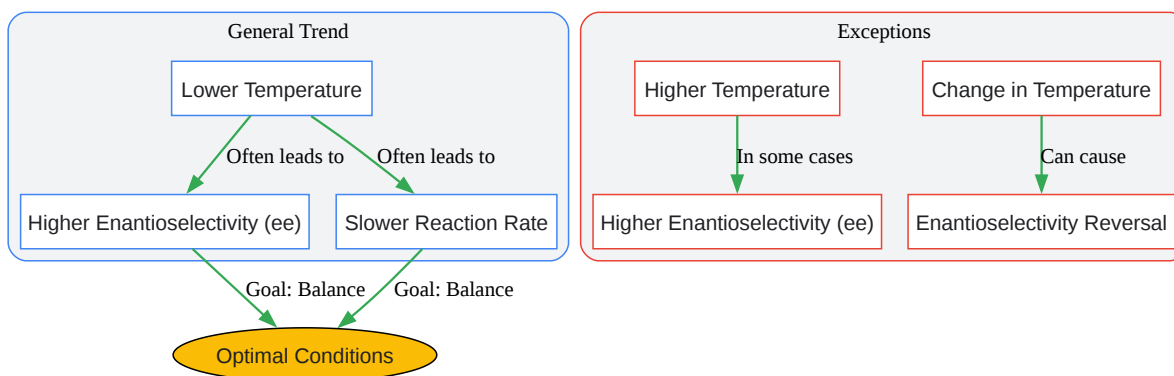 General Trend
Lower Temperature
Often leads to
Often leads to
Higher Enantioselectivity (ee)
Slower Reaction Rate
Goal: Balance
Goal: Balance
Optimal Conditions
Exceptions
Higher Temperature
Change in Temperature
In some cases
Can cause
Higher Enantioselectivity (ee)
Enantioselectivity Reversal